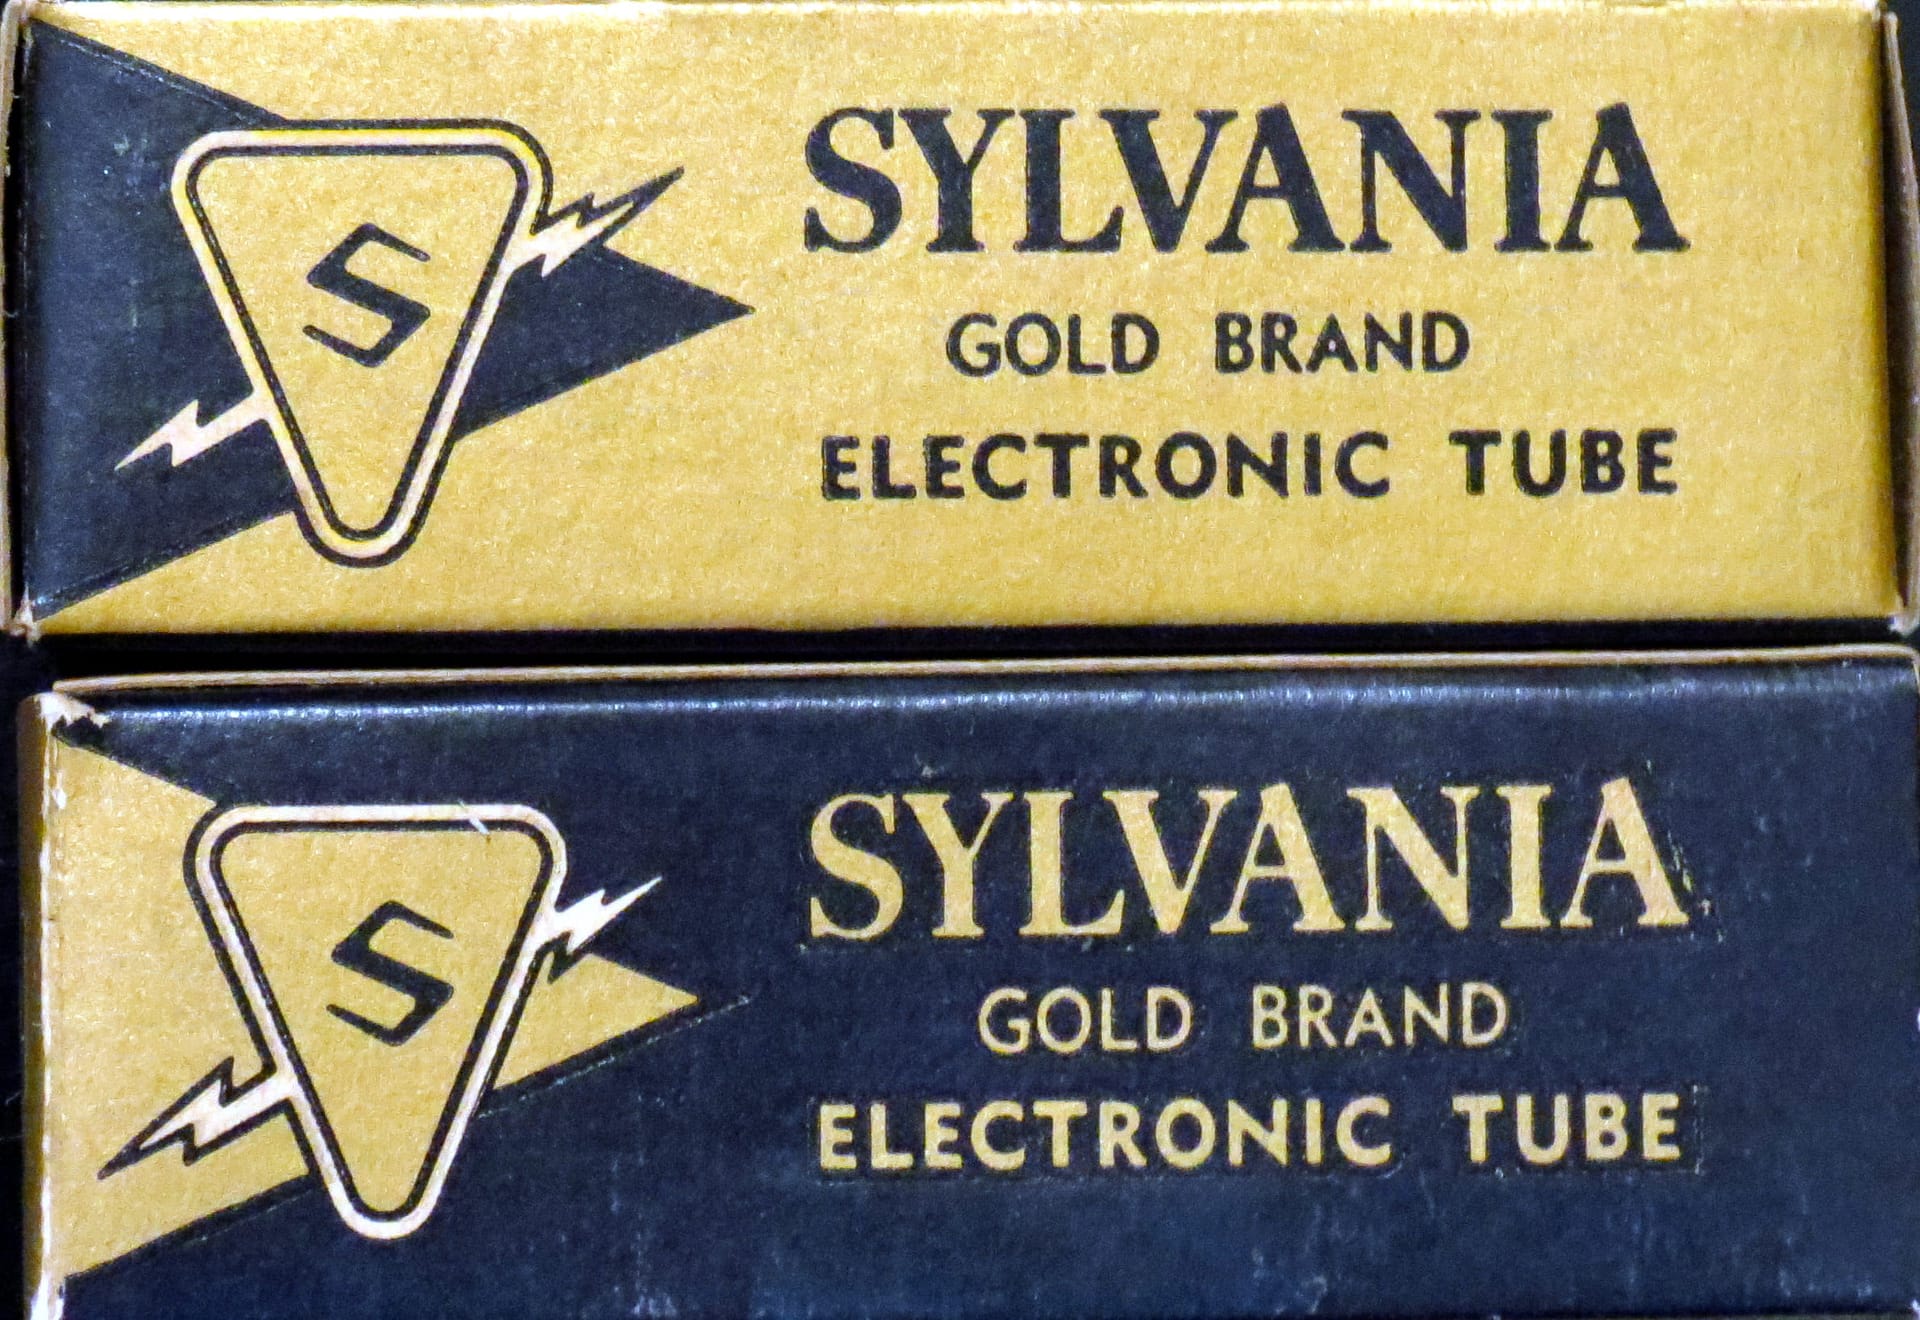 S
SYLVANIA
GOLD BRAND
ELECTRONIC TUBE
S
SYLVANIA
GOLD BRAND
ELECTRONIC TUBE